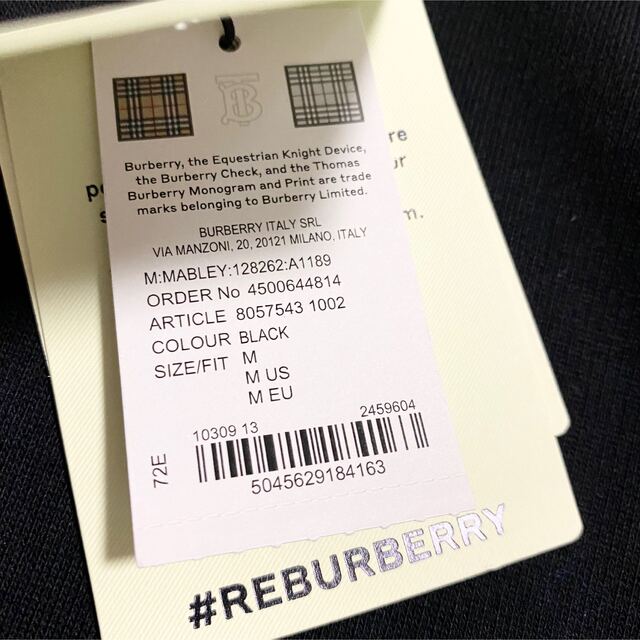 Burberry, the Equestrian Knight Device,
the Burberry Check, and the Thomas
Burberry Monogram and Print are trade
marks belonging to Burberry Limited.
BURBERRY ITALY SRL
VIA MANZONI, 20, 20121 MILANO, ITALY
M:MABLEY:128262:A1189
ORDER No 4500644814
ARTICLE 8057543 1002
COLOUR BLACK
SIZE/FIT M
M US
M EU
72E
10309 13 2459604
5045629184163
#REBURBERRY